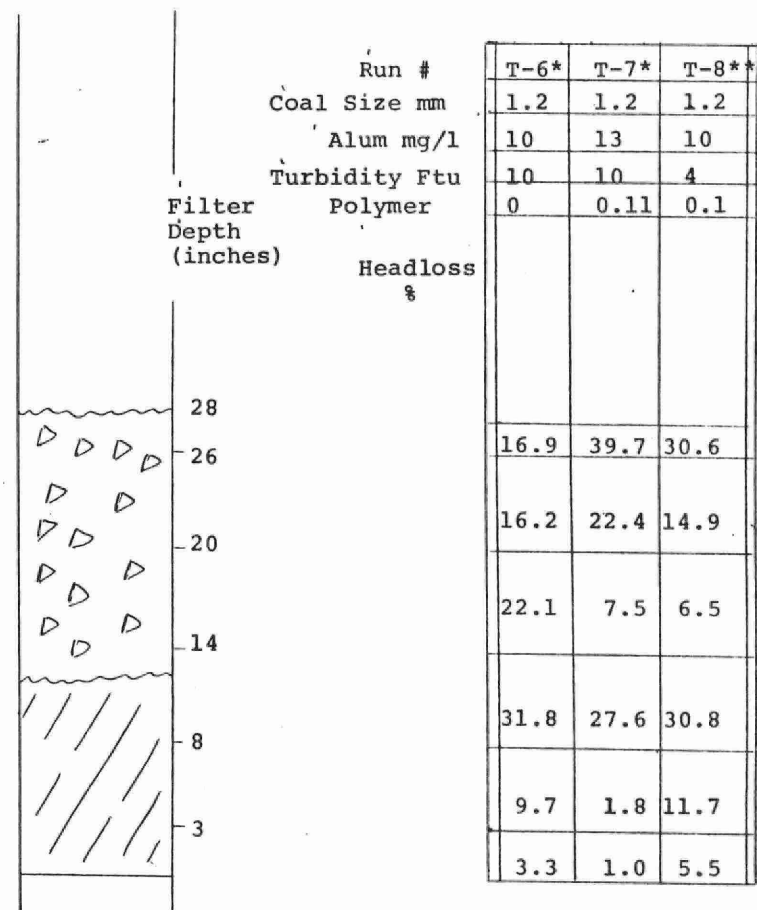 Run # T-6* T-7* T-8**
Coal Size mm 1.2 1.2 1.2
Alum mg/l 10 13 10
Turbidity Ftu 10 10 4
Filter Polymer 0 0.11 0.1
Depth
(inches) Headloss
%
28
26 16.9 39.7 30.6
16.2 22.4 14.9
20
22.1 7.5 6.5
14
31.8 27.6 30.8
8
9.7 1.8 11.7
3
3.3 1.0 5.5